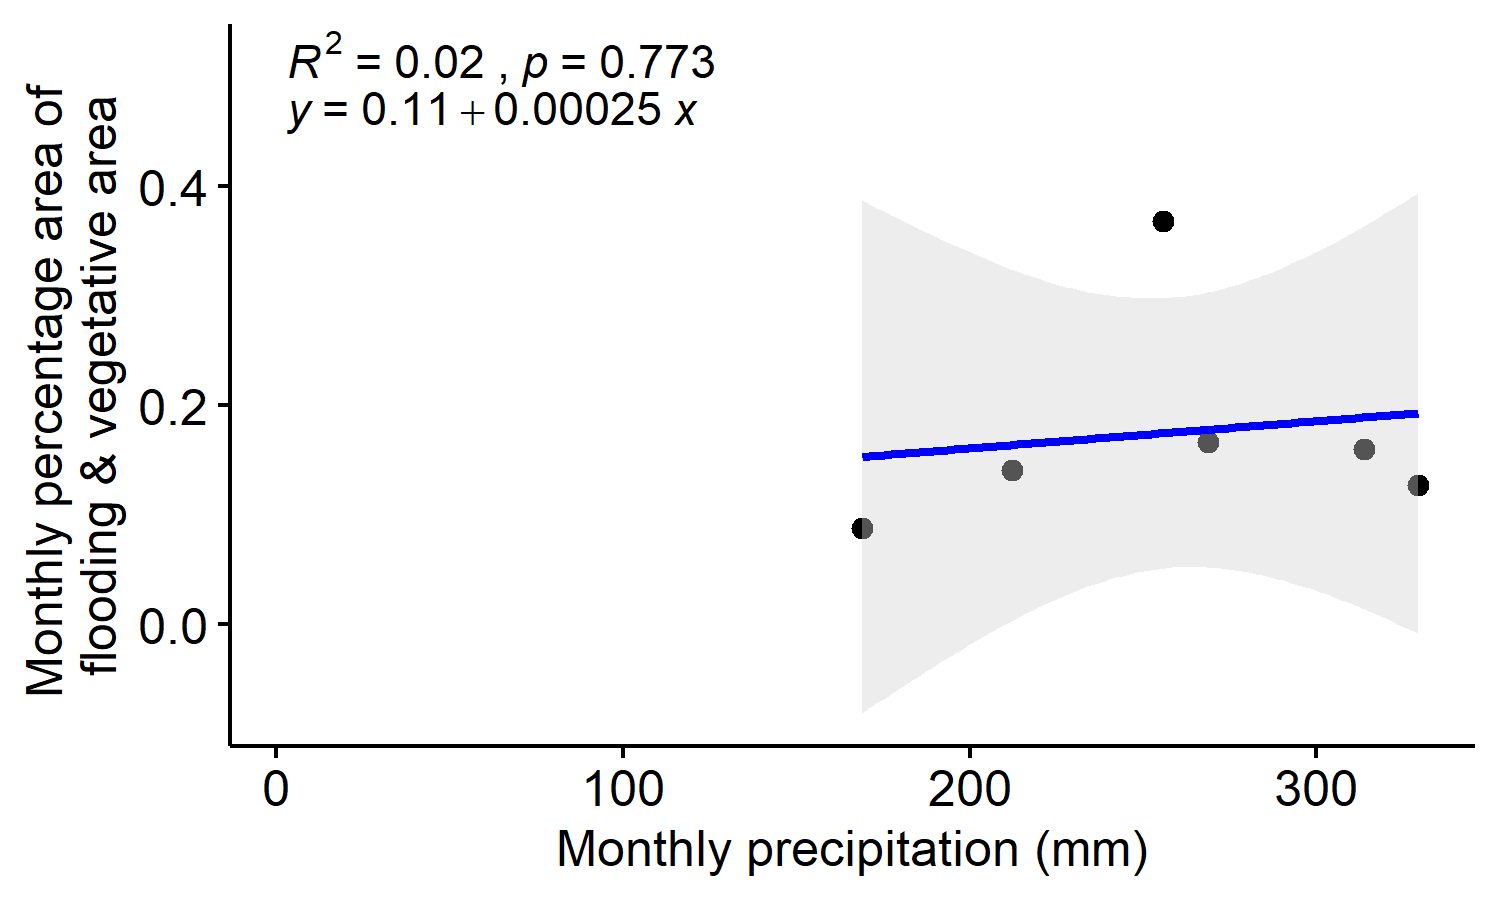 R² = 0.02 , p = 0.773
y = 0.11 + 0.00025 x
Monthly percentage area of
flooding & vegetative area
0.4
0.2
0.0
0 100 200 300
Monthly precipitation (mm)